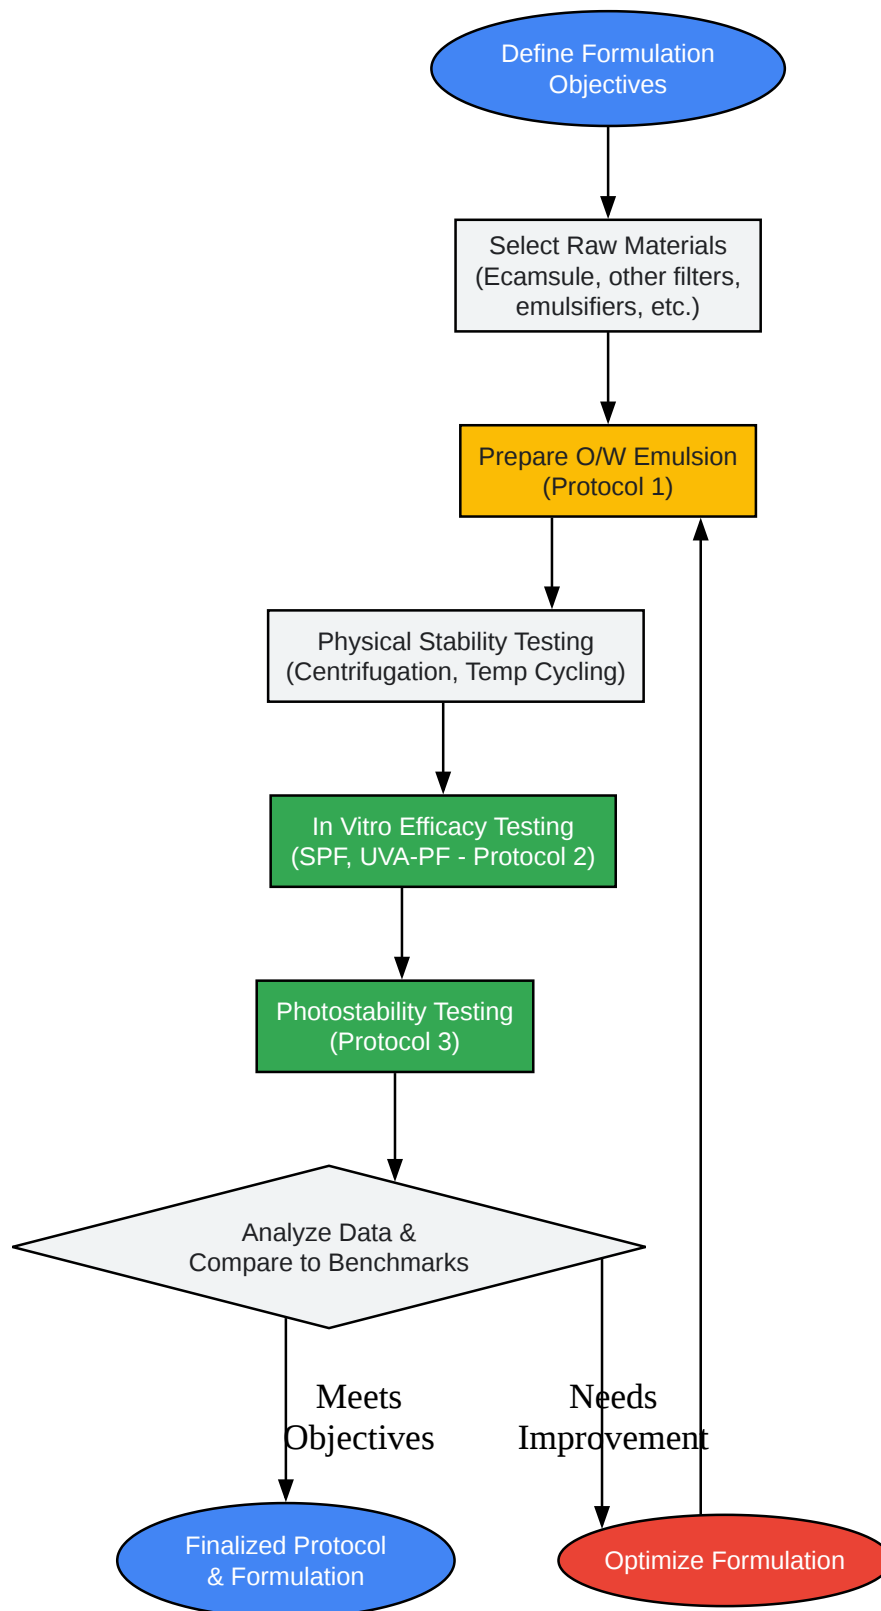 Define Formulation
Objectives
Select Raw Materials
(Ecamsule, other filters,
emulsifiers, etc.)
Prepare O/W Emulsion
(Protocol 1)
Physical Stability Testing
(Centrifugation, Temp Cycling)
In Vitro Efficacy Testing
(SPF, UVA-PF - Protocol 2)
Photostability Testing
(Protocol 3)
Analyze Data &
Compare to Benchmarks
Meets
Objectives
Needs
Improvement
Finalized Protocol
& Formulation
Optimize Formulation